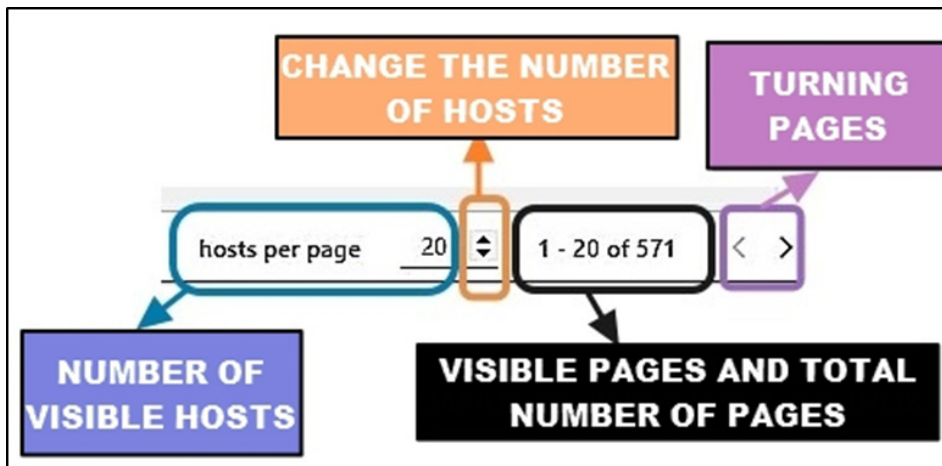 CHANGE THE NUMBER
OF HOSTS
TURNING
PAGES
hosts per page 20 1 - 20 of 571 < >
NUMBER OF
VISIBLE HOSTS
VISIBLE PAGES AND TOTAL
NUMBER OF PAGES